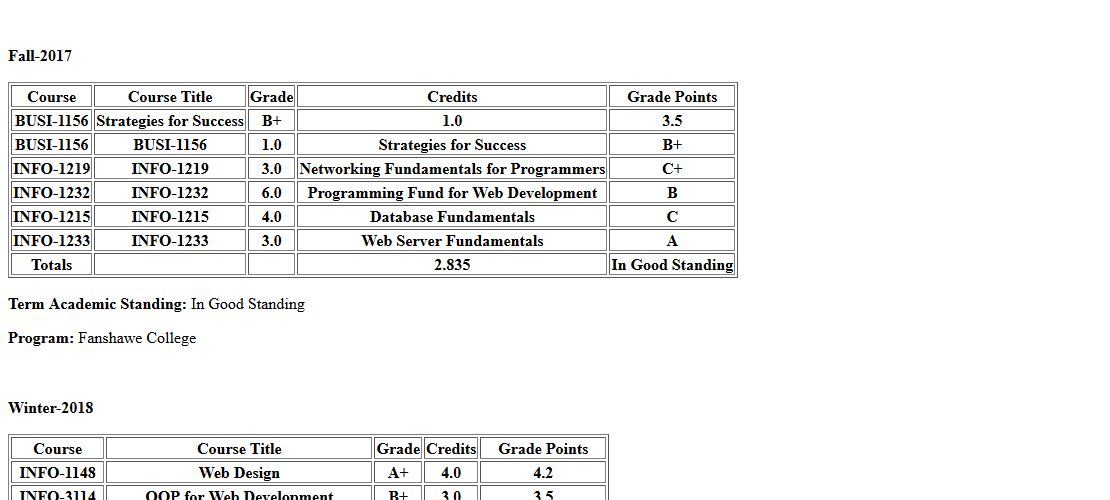 Fall-2017
Course Course Title Grade Credits Grade Points
BUSI-1156 Strategies for Success B+ 1.0 3.5
BUSI-1156 BUSI-1156 1.0 Strategies for Success B+
INFO-1219 INFO-1219 3.0 Networking Fundamentals for Programmers C+
INFO-1232 INFO-1232 6.0 Programming Fund for Web Development B
INFO-1215 INFO-1215 4.0 Database Fundamentals C
INFO-1233 INFO-1233 3.0 Web Server Fundamentals A
Totals 2.835 In Good Standing
Term Academic Standing: In Good Standing
Program: Fanshawe College
Winter-2018
Course Course Title Grade Credits Grade Points
INFO-1148 Web Design A+ 4.0 4.2
INFO-3114 OOP for Web Development B+ 3.0 3.5